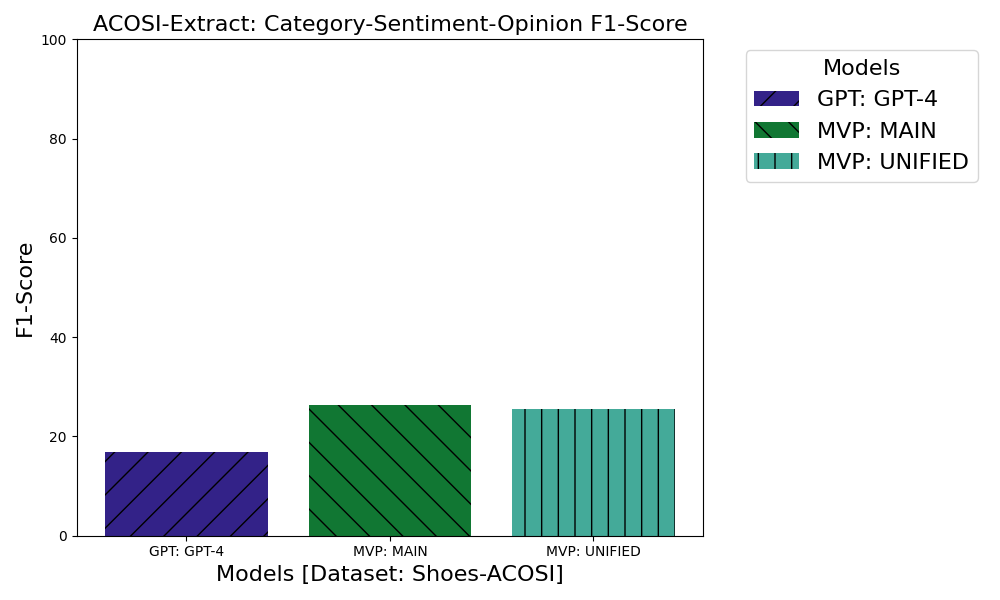 ACOSI-Extract: Category-Sentiment-Opinion F1-Score
100
80
60
40
20
0
F1-Score
GPT: GPT-4
MVP: MAIN
MVP: UNIFIED
Models [Dataset: Shoes-ACOSI]
Models
GPT: GPT-4
MVP: MAIN
MVP: UNIFIED